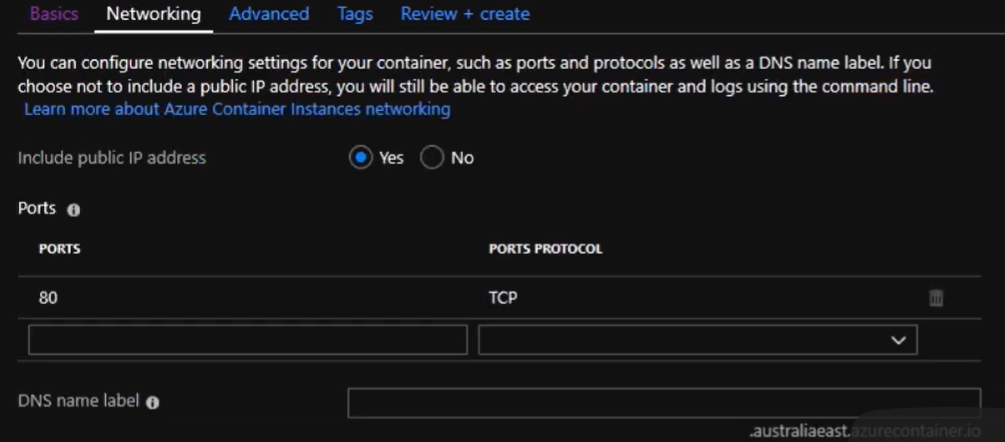 Basics Networking Advanced Tags Review + create
You can configure networking settings for your container, such as ports and protocols as well as a DNS name label. If you
choose not to include a public IP address, you will still be able to access your container and logs using the command line.
Learn more about Azure Container Instances networking
Include public IP address Yes No
Ports
PORTS PORTS PROTOCOL
80 TCP
DNS name label
.australiaeast.azurecontainer.io